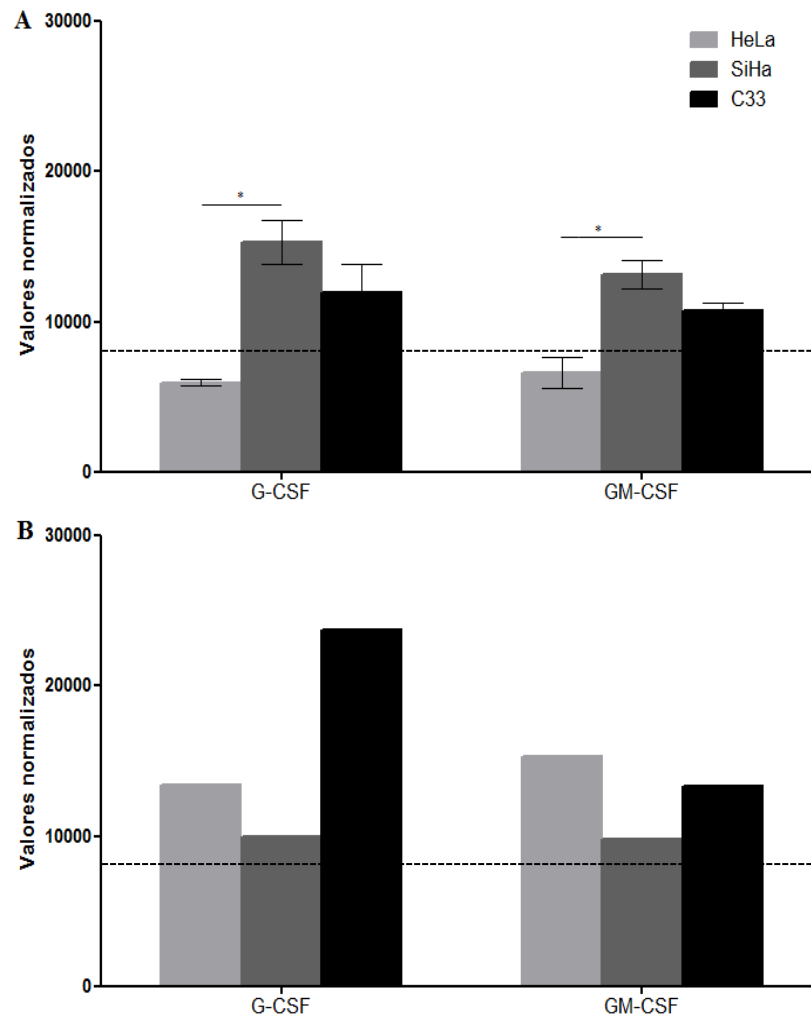 A
30000
20000
10000
0
Valores normalizados
HeLa
SiHa
C33
*
*
G-CSF
GM-CSF
B
30000
20000
10000
0
Valores normalizados
G-CSF
GM-CSF